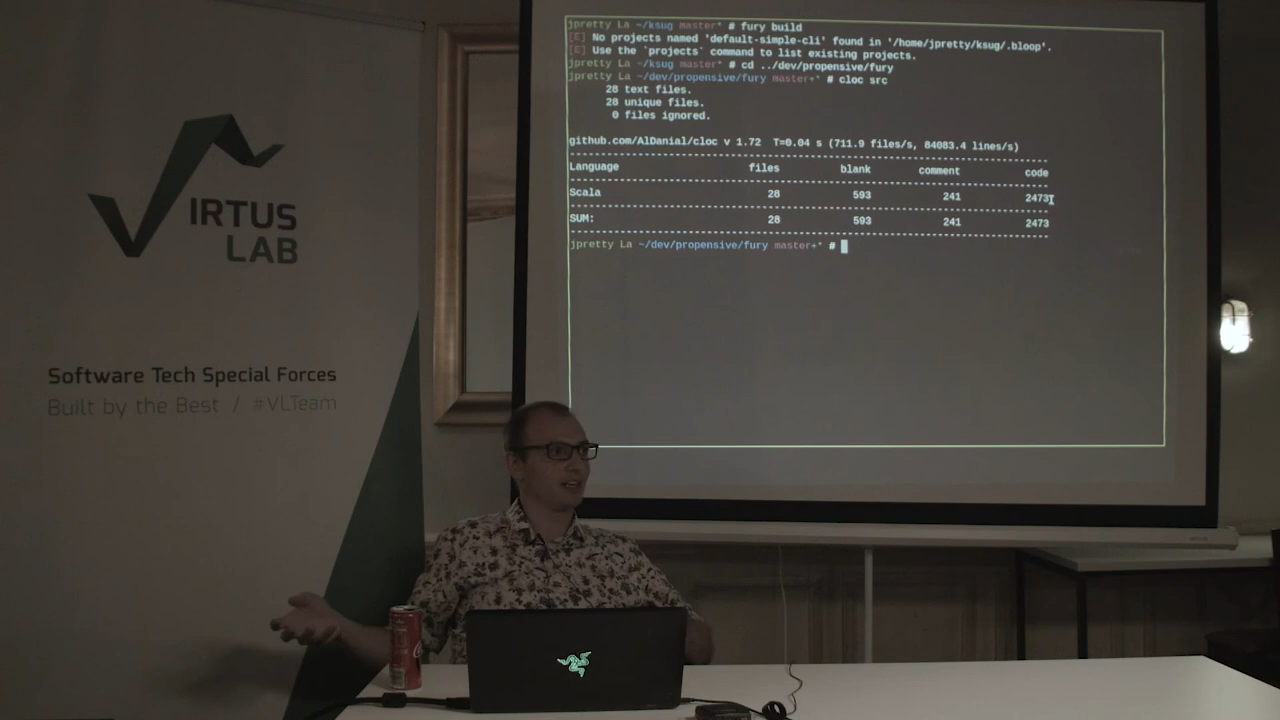 VIRTUS
LAB
Software Tech Special Forces
Built by the Best / #VLTeam
jpretty La ~/ksug master* # fury build
[E] No projects named 'default-simple-cli' found in '/home/jpretty/ksug/.bloop'.
[E] Use the `projects` command to list existing projects.
jpretty La ~/ksug master* # cd ../dev/propensive/fury
jpretty La ~/dev/propensive/fury master+* # cloc src
28 text files.
28 unique files.
0 files ignored.
github.com/AlDanial/cloc v 1.72 T=0.04 s (711.9 files/s, 84083.4 lines/s)
-------------------------------------------------------------------------------
Language files blank comment code
-------------------------------------------------------------------------------
Scala 28 593 241 2473
-------------------------------------------------------------------------------
SUM: 28 593 241 2473
-------------------------------------------------------------------------------
jpretty La ~/dev/propensive/fury master+* #